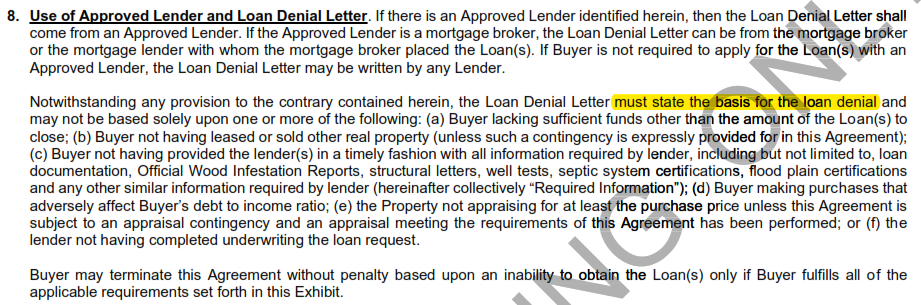 8. Use of Approved Lender and Loan Denial Letter. If there is an Approved Lender identified herein, then the Loan Denial Letter shall
come from an Approved Lender. If the Approved Lender is a mortgage broker, the Loan Denial Letter can be from the mortgage broker
or the mortgage lender with whom the mortgage broker placed the Loan(s). If Buyer is not required to apply for the Loan(s) with an
Approved Lender, the Loan Denial Letter may be written by any Lender.
Notwithstanding any provision to the contrary contained herein, the Loan Denial Letter must state the basis for the loan denial and
may not be based solely upon one or more of the following: (a) Buyer lacking sufficient funds other than the amount of the Loan(s) to
close; (b) Buyer not having leased or sold other real property (unless such a contingency is expressly provided for in this Agreement);
(c) Buyer not having provided the lender(s) in a timely fashion with all information required by lender, including but not limited to, loan
documentation, Official Wood Infestation Reports, structural letters, well tests, septic system certifications, flood plain certifications
and any other similar information required by lender (hereinafter collectively “Required Information”); (d) Buyer making purchases that
adversely affect Buyer’s debt to income ratio; (e) the Property not appraising for at least the purchase price unless this Agreement is
subject to an appraisal contingency and an appraisal meeting the requirements of this Agreement has been performed; or (f) the
lender not having completed underwriting the loan request.
Buyer may terminate this Agreement without penalty based upon an inability to obtain the Loan(s) only if Buyer fulfills all of the
applicable requirements set forth in this Exhibit.